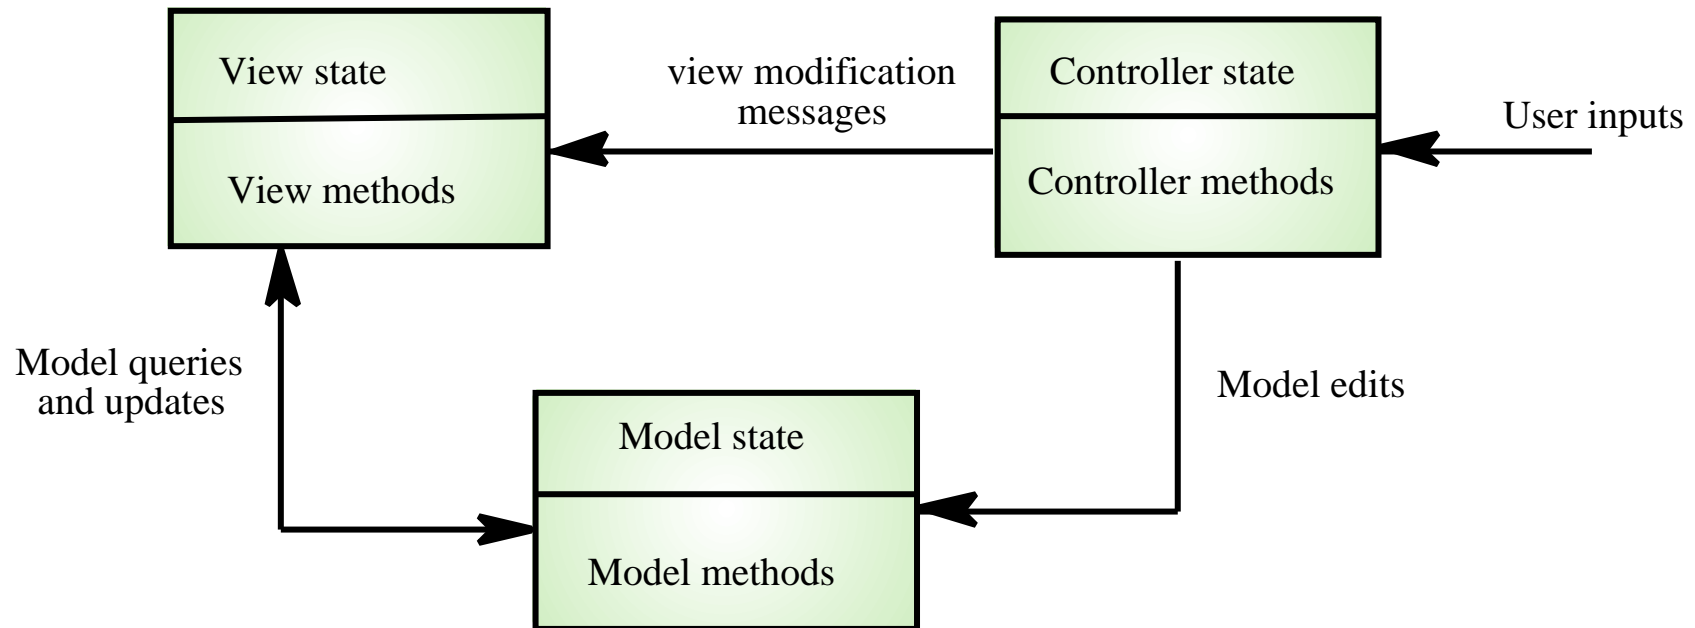 View state
View methods
view modification
messages
Controller state
Controller methods
User inputs
Model queries
and updates
Model state
Model methods
Model edits